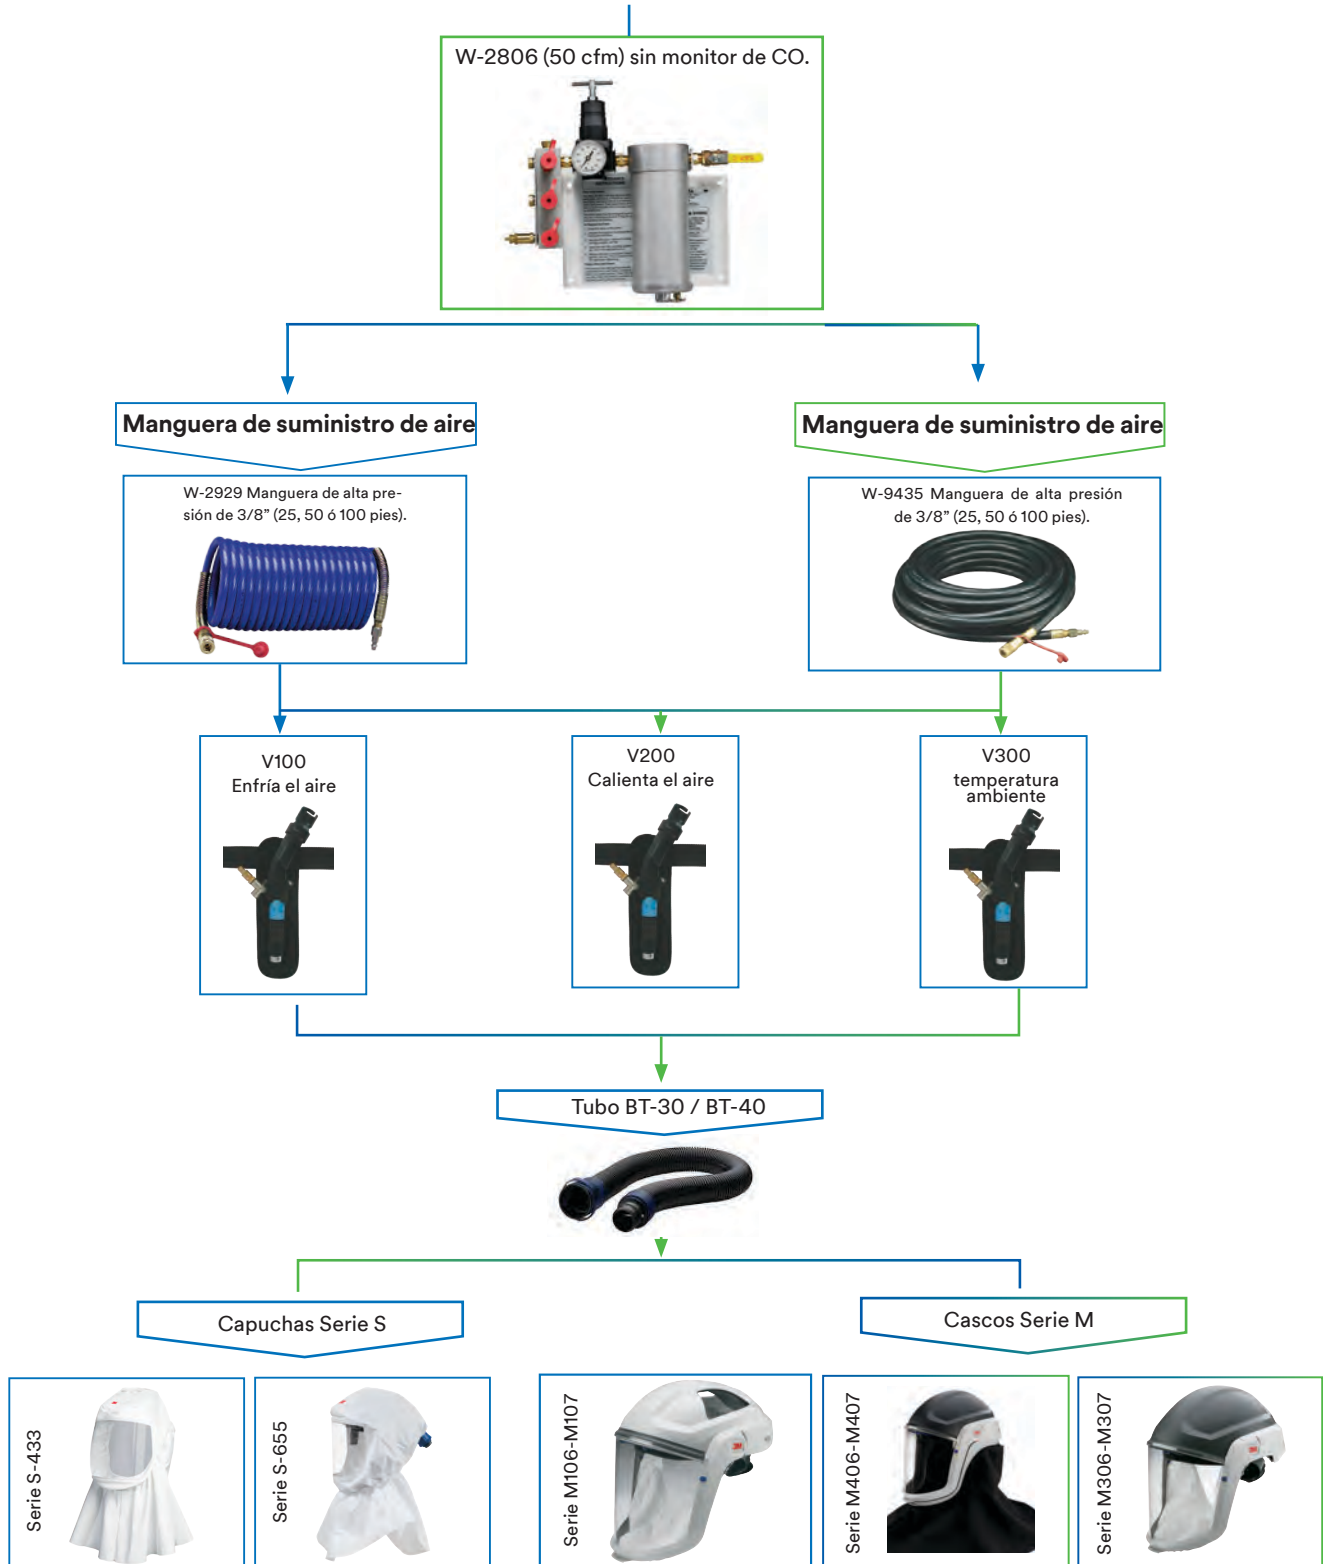 W-2806 (50 cfm) sin monitor de CO.
Manguera de suministro de aire
Manguera de suministro de aire
W-2929 Manguera de alta pre-
sión de 3/8” (25, 50 ó 100 pies).
W-9435 Manguera de alta presión
de 3/8” (25, 50 ó 100 pies).
V100
Enfría el aire
V200
Calienta el aire
V300
temperatura
ambiente
Tubo BT-30 / BT-40
Capuchas Serie S
Cascos Serie M
Serie S-433
Serie S-655
Serie M106-M107
3M
Serie M406-M407
3M
Serie M306-M307
3M